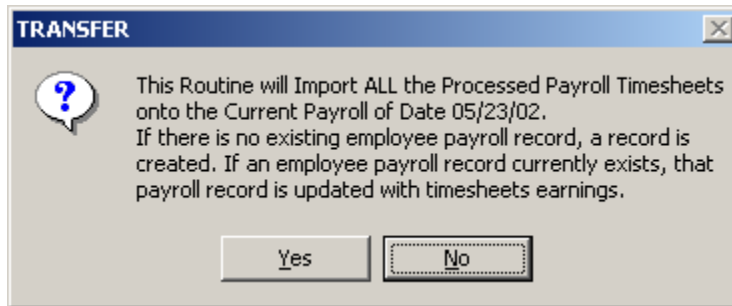 TRANSFER
This Routine will Import ALL the Processed Payroll Timesheets
onto the Current Payroll of Date 05/23/02.
If there is no existing employee payroll record, a record is
created. If an employee payroll record currently exists, that
payroll record is updated with timesheets earnings.
Yes No